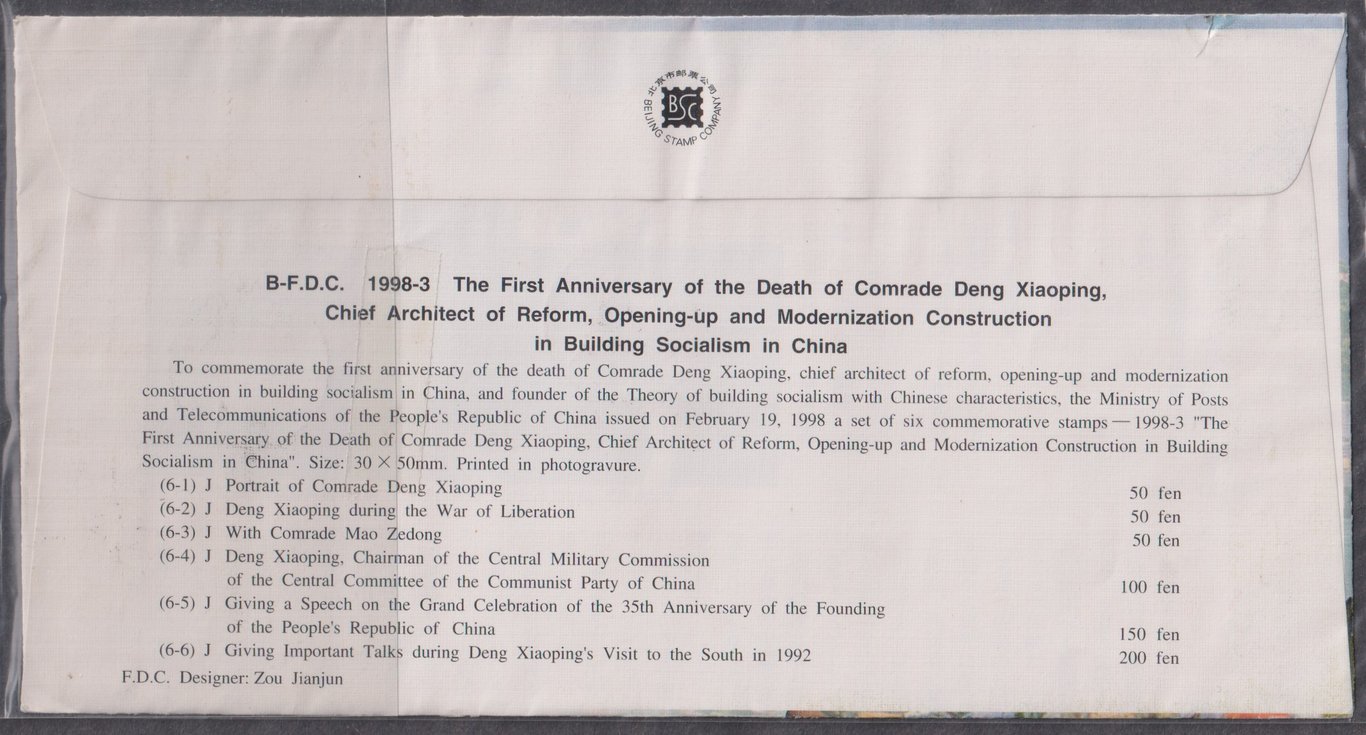 北京市邮票公司
BSC
BEIJING STAMP COMPANY
B-F.D.C. 1998-3 The First Anniversary of the Death of Comrade Deng Xiaoping,
Chief Architect of Reform, Opening-up and Modernization Construction
in Building Socialism in China
To commemorate the first anniversary of the death of Comrade Deng Xiaoping, chief architect of reform, opening-up and modernization
construction in building socialism in China, and founder of the Theory of building socialism with Chinese characteristics, the Ministry of Posts
and Telecommunications of the People's Republic of China issued on February 19, 1998 a set of six commemorative stamps — 1998-3 "The
First Anniversary of the Death of Comrade Deng Xiaoping, Chief Architect of Reform, Opening-up and Modernization Construction in Building
Socialism in China". Size: 30 × 50mm. Printed in photogravure.
(6-1) J Portrait of Comrade Deng Xiaoping 50 fen
(6-2) J Deng Xiaoping during the War of Liberation 50 fen
(6-3) J With Comrade Mao Zedong 50 fen
(6-4) J Deng Xiaoping, Chairman of the Central Military Commission
of the Central Committee of the Communist Party of China 100 fen
(6-5) J Giving a Speech on the Grand Celebration of the 35th Anniversary of the Founding
of the People's Republic of China 150 fen
(6-6) J Giving Important Talks during Deng Xiaoping's Visit to the South in 1992 200 fen
F.D.C. Designer: Zou Jianjun